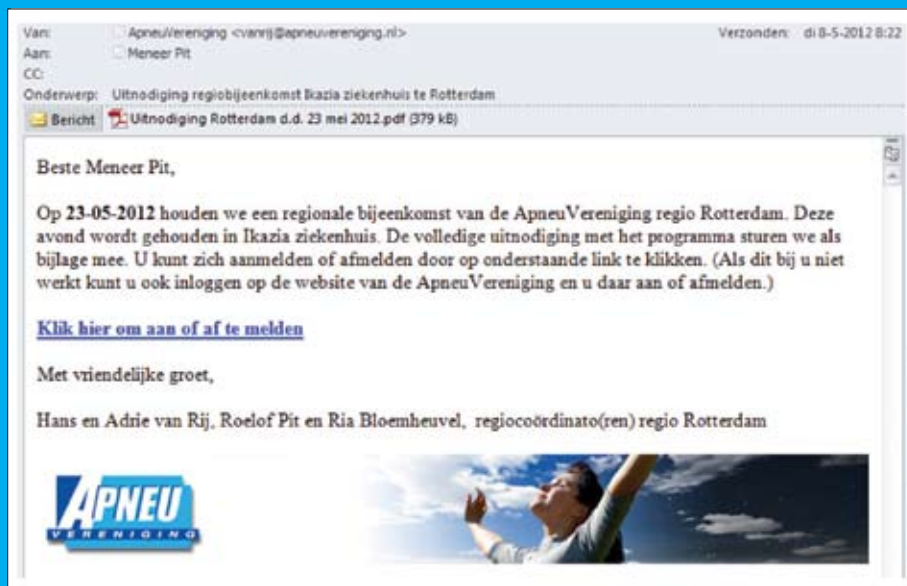 Van: ApneuVereniging <vanrij@apneuvereniging.nl> Verzonden: di 8-5-2012 8:22
Aan: Meneer Pit
CC:
Onderwerp: Uitnodiging regiobijeenkomst Ikazia ziekenhuis te Rotterdam
Bericht Uitnodiging Rotterdam d.d. 23 mei 2012.pdf (379 kB)
Beste Meneer Pit,
Op 23-05-2012 houden we een regionale bijeenkomst van de ApneuVereniging regio Rotterdam. Deze
avond wordt gehouden in Ikazia ziekenhuis. De volledige uitnodiging met het programma sturen we als
bijlage mee. U kunt zich aanmelden of afmelden door op onderstaande link te klikken. (Als dit bij u niet
werkt kunt u ook inloggen op de website van de ApneuVereniging en u daar aan of afmelden.)
Klik hier om aan of af te melden
Met vriendelijke groet,
Hans en Adrie van Rij, Roelof Pit en Ria Bloemheuvel, regiocoördinato(ren) regio Rotterdam
APNEU
VERENIGING